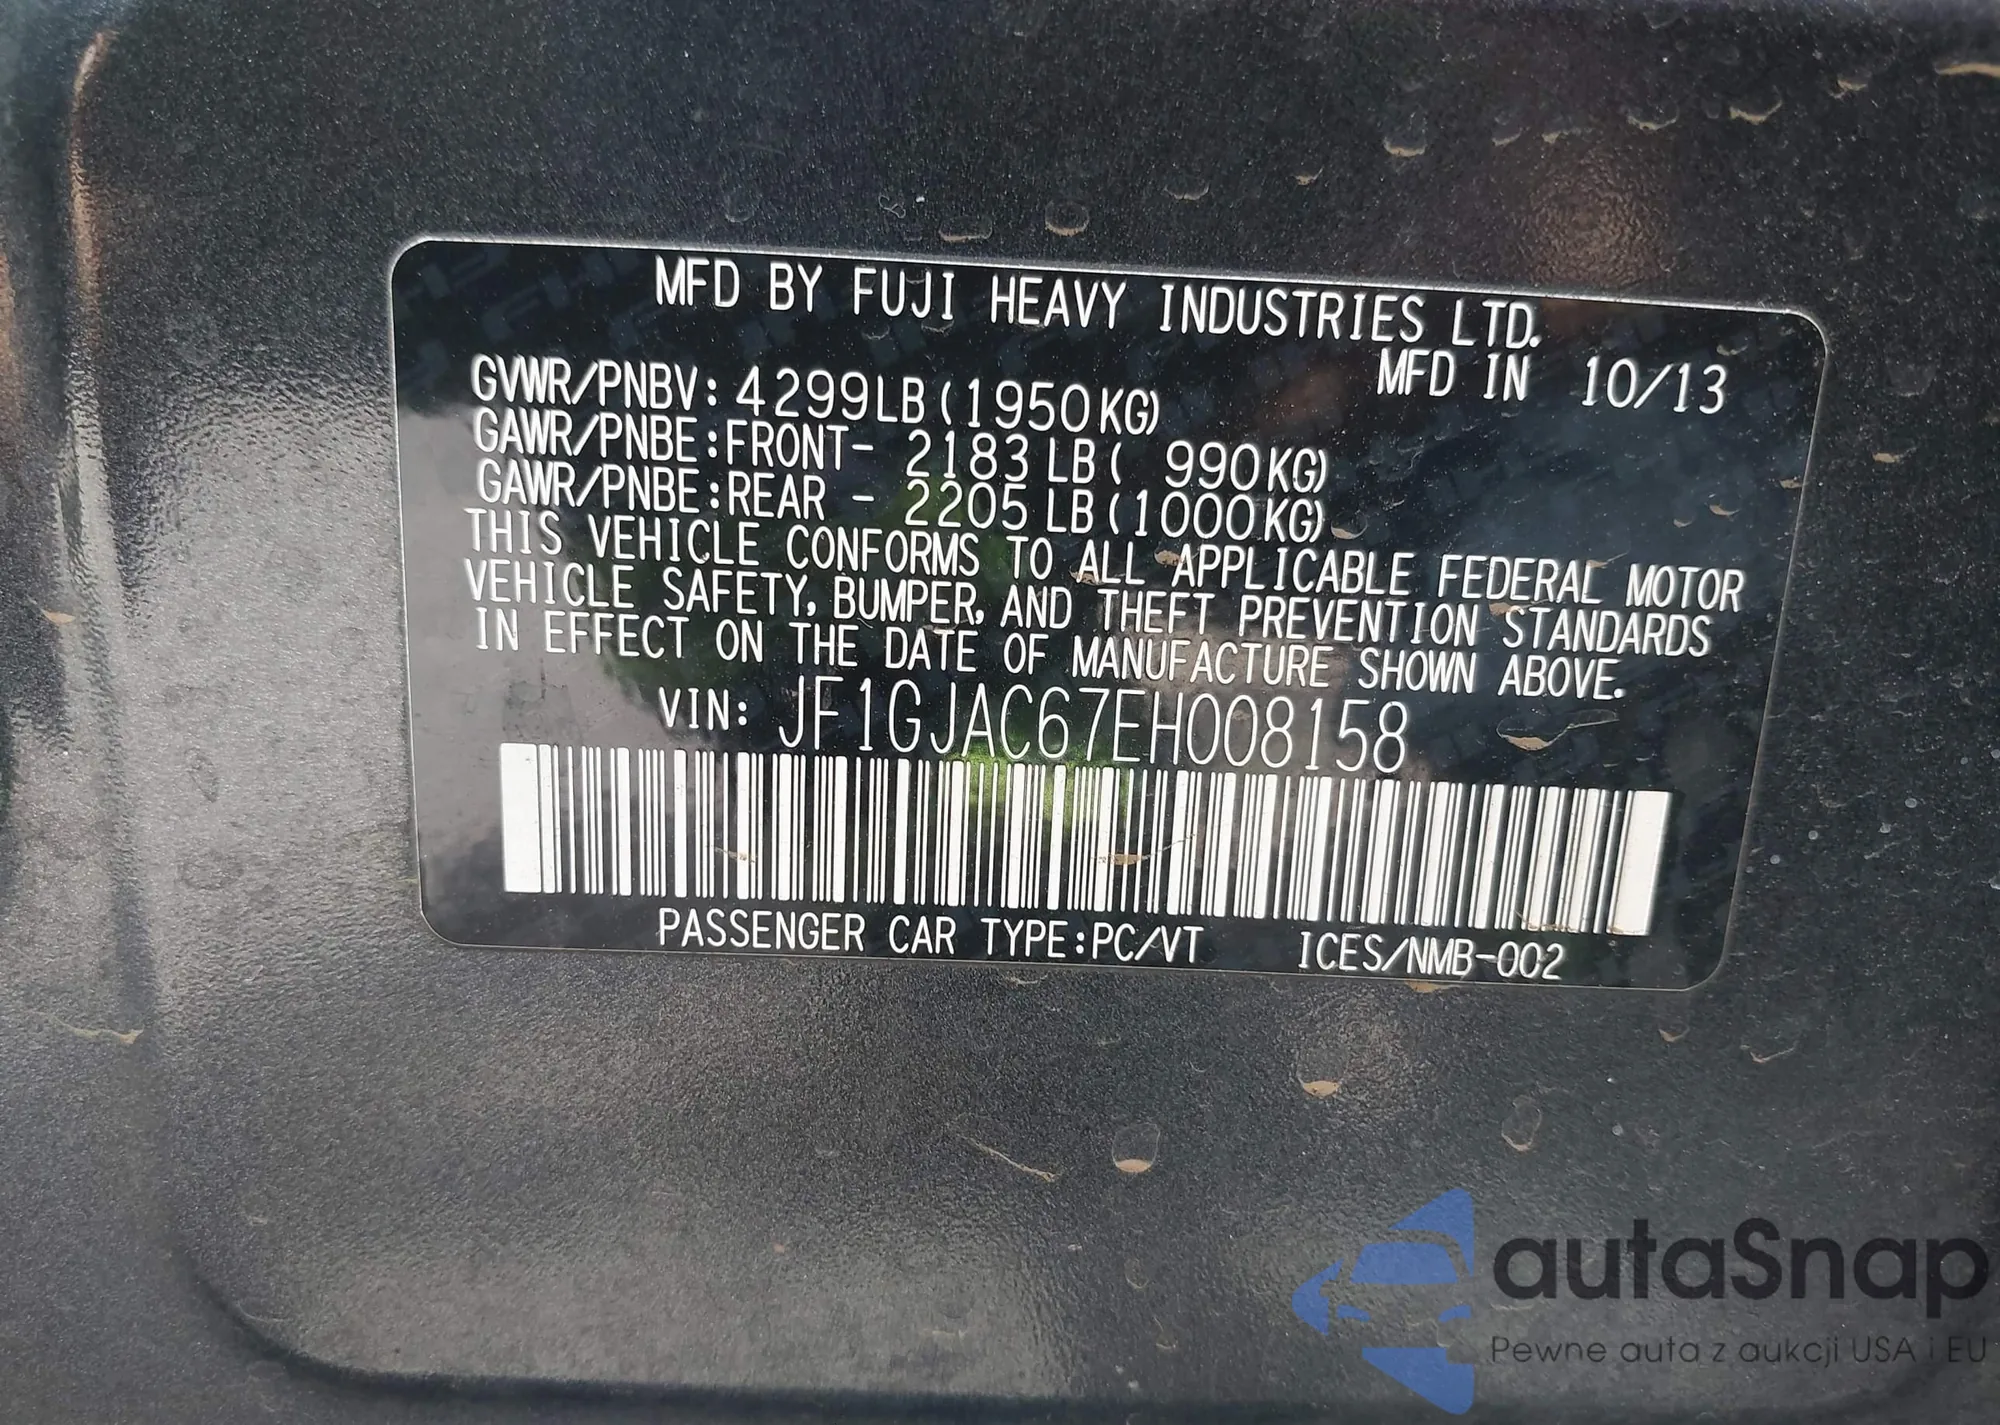 MFD BY FUJI HEAVY INDUSTRIES LTD.
MFD IN 10/13
GVWR/PNBV: 4299LB(1950KG)
GAWR/PNBE:FRONT- 2183 LB( 990KG)
GAWR/PNBE:REAR - 2205 LB(1000KG)
THIS VEHICLE CONFORMS TO ALL APPLICABLE FEDERAL MOTOR
VEHICLE SAFETY, BUMPER, AND THEFT PREVENTION STANDARDS
IN EFFECT ON THE DATE OF MANUFACTURE SHOWN ABOVE.
VIN: JF1GJAC67EH008158
PASSENGER CAR TYPE:PC/VT ICES/NMB-002
autaSnap
Pewne auta z aukcji USA i EU